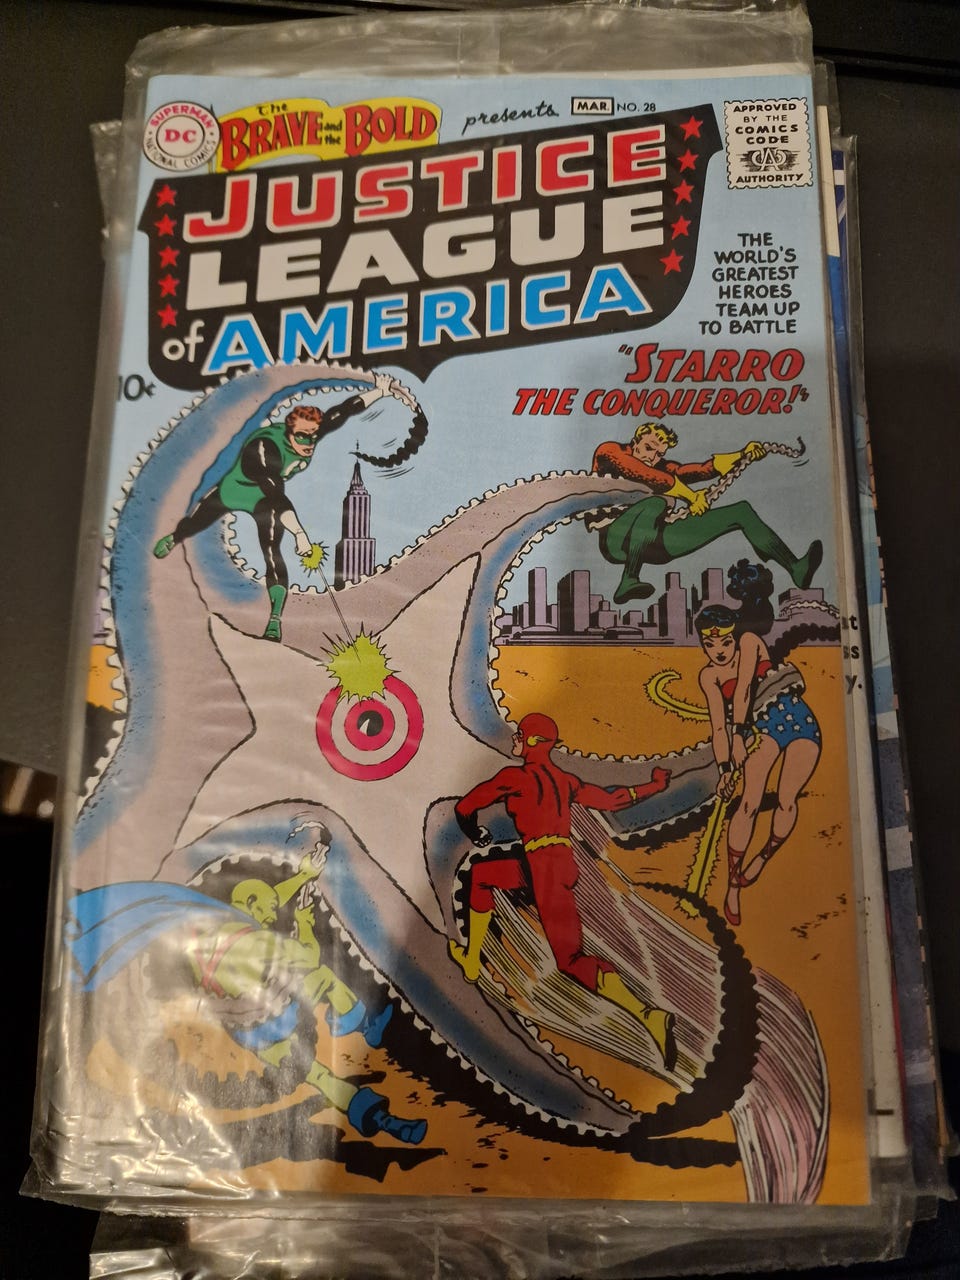 SUPERMAN
DC
NATIONAL COMICS
The
BRAVE and the BOLD
presents
MAR. NO. 28
APPROVED
BY THE
COMICS
CODE
CA
AUTHORITY
JUSTICE
LEAGUE
of AMERICA
THE
WORLD'S
GREATEST
HEROES
TEAM UP
TO BATTLE
"STARRO
THE CONQUEROR!"
10¢
y.